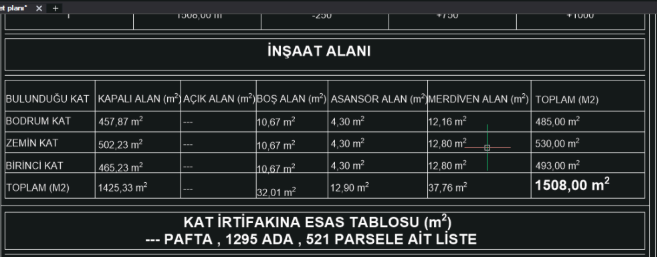 et planı*
1 1508,00 m -250 +750 +1000
İNŞAAT ALANI
BULUNDUĞU KAT KAPALI ALAN (m²) AÇIK ALAN (m²) BOŞ ALAN (m²) ASANSÖR ALAN (m²) MERDİVEN ALAN (m²) TOPLAM (M2)
BODRUM KAT 457,87 m² --- 10,67 m² 4,30 m² 12,16 m² 485,00 m²
ZEMİN KAT 502,23 m² --- 10,67 m² 4,30 m² 12,80 m² 530,00 m²
BİRİNCİ KAT 465,23 m² --- 10,67 m² 4,30 m² 12,80 m² 493,00 m²
TOPLAM (M2) 1425,33 m² --- 32,01 m² 12,90 m² 37,76 m² 1508,00 m²
KAT İRTİFAKINA ESAS TABLOSU (m²)
--- PAFTA , 1295 ADA , 521 PARSELE AİT LİSTE